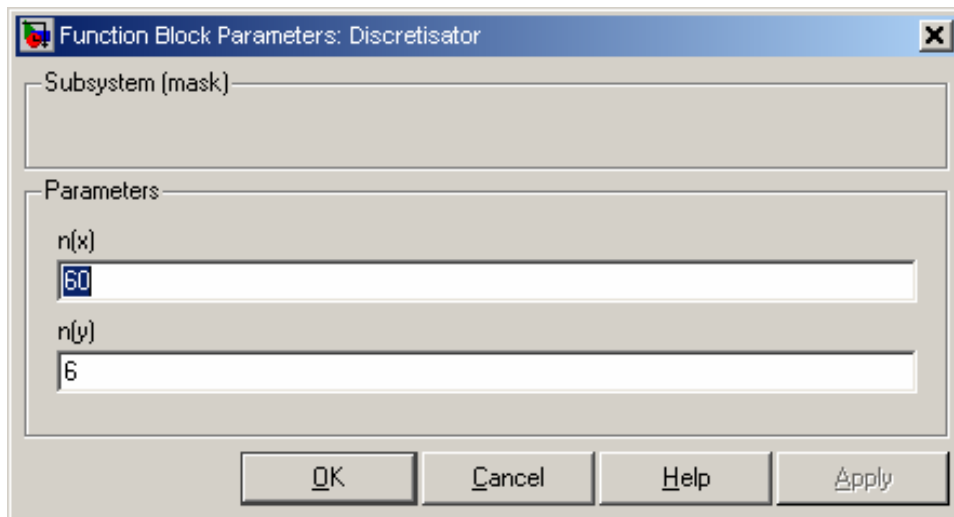 Function Block Parameters: Discretisator
Subsystem (mask)
Parameters
n(x)
60
n(y)
6
OK Cancel Help Apply